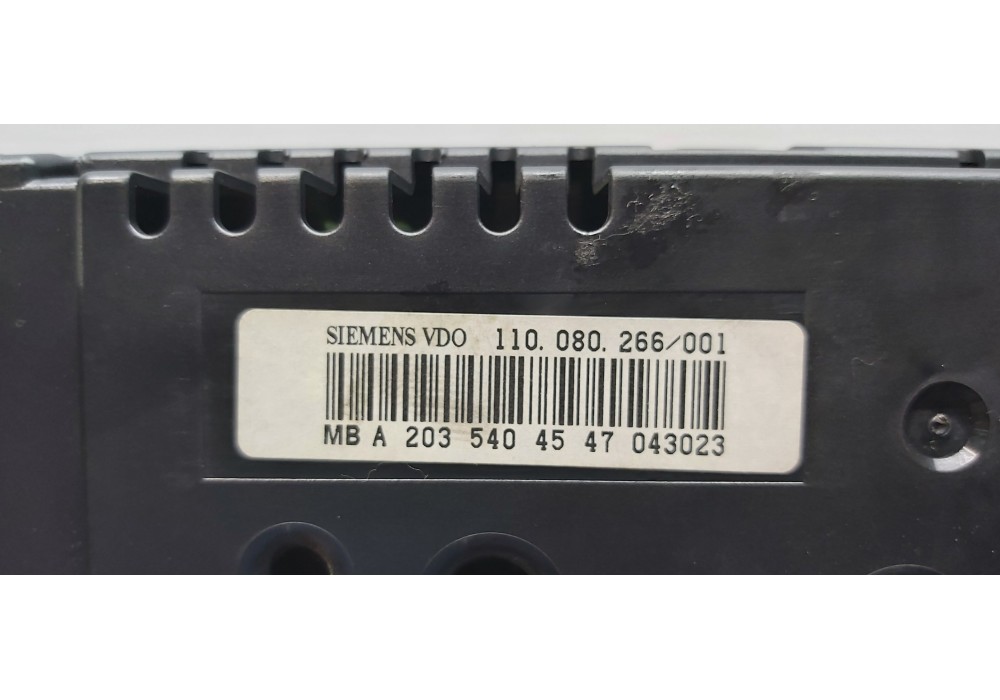 SIEMENS VDO 110.080.266/001
MB A 203 540 45 47 043023